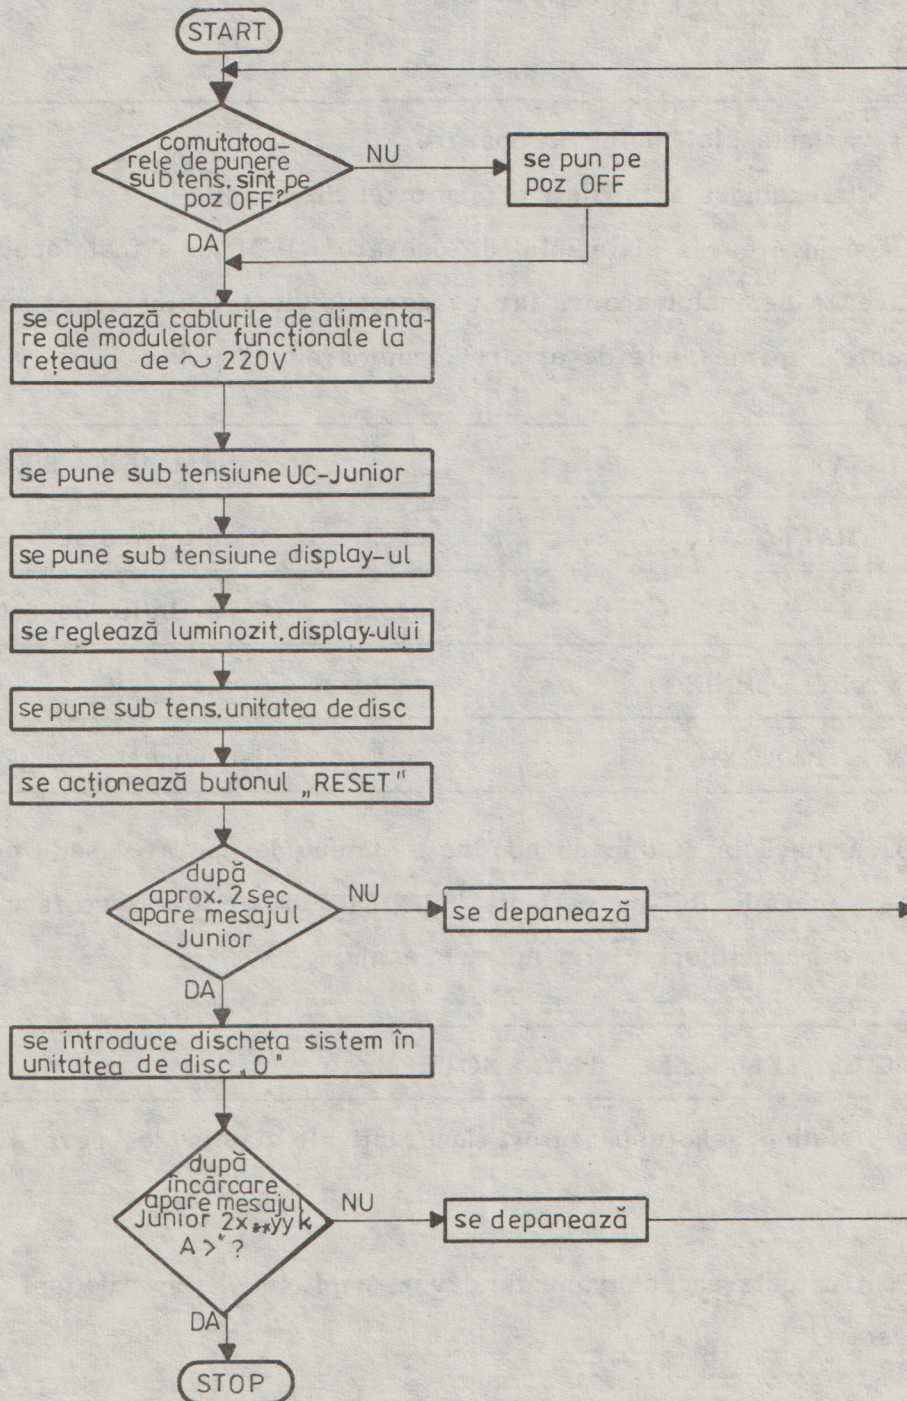 START
comutatoa-
rele de punere
sub tens. sînt pe
poz OFF?
NU
se pun pe
poz OFF
DA
se cuplează cablurile de alimenta-
re ale modulelor funcționale la
rețeaua de ∼ 220V
se pune sub tensiune UC-Junior
se pune sub tensiune display-ul
se reglează luminozit. display-ului
se pune sub tens. unitatea de disc
se acționează butonul „RESET"
după
aprox. 2 sec
apare mesajul
Junior
NU
se depanează
DA
se introduce discheta sistem în
unitatea de disc „0"
după
încărcare
apare mesajul
Junior 2x**yyk
A >" ?
NU
se depanează
DA
STOP